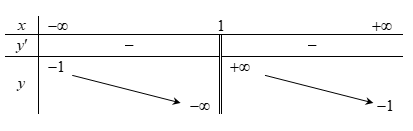 x −∞ 1 +∞
y′ − −
−1 +∞
y
−∞ −1